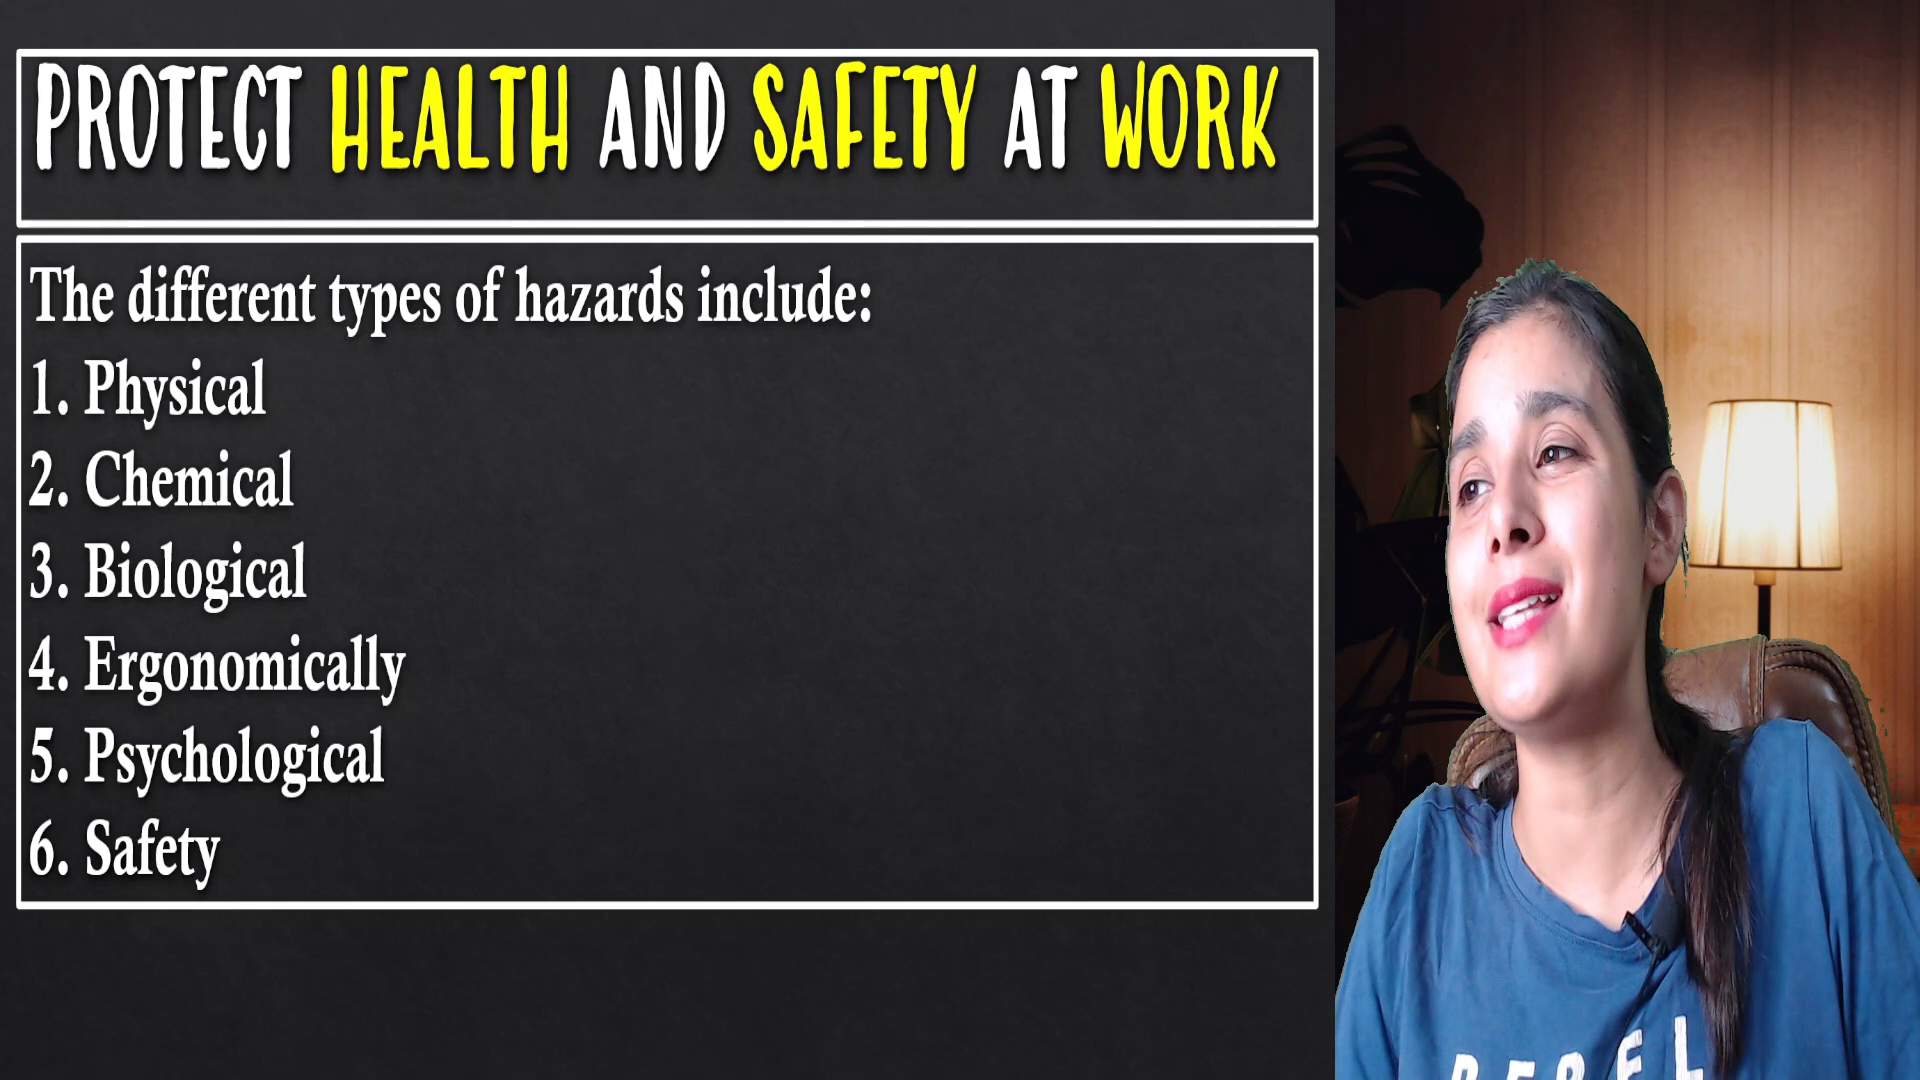 PROTECT HEALTH AND SAFETY AT WORK
The different types of hazards include:
1. Physical
2. Chemical
3. Biological
4. Ergonomically
5. Psychological
6. Safety